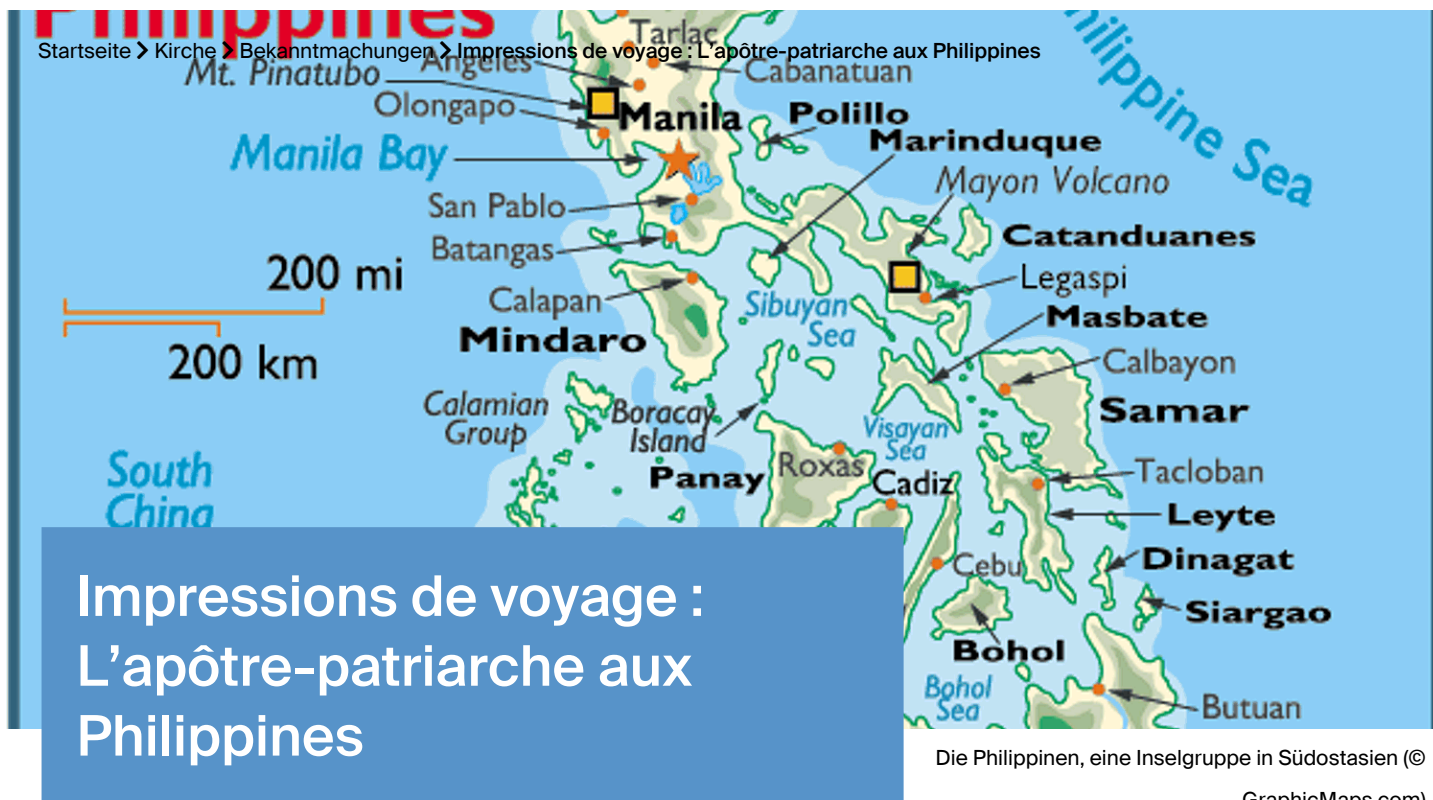 Philippines
Startseite > Kirche > Bekanntmachungen > Impressions de voyage : L'apôtre-patriarche aux Philippines
Tarlac
Mt. Pinatubo
Angeles
Cabanatuan
Olongapo
Manila
Polillo
Philippine Sea
Marinduque
Manila Bay
Mayon Volcano
San Pablo
Catanduanes
Batangas
200 mi
Legaspi
Calapan
Sibuyan
Sea
Masbate
Mindaro
200 km
Calbayon
Calamian
Group
Boracay
Island
Samar
Visayan
Sea
South
China
Panay
Roxas
Cadiz
Tacloban
Leyte
Cebu
Dinagat
Siargao
Bohol
Bohol
Sea
Butuan
Impressions de voyage :
L'apôtre-patriarche aux
Philippines
Die Philippinen, eine Inselgruppe in Südostasien (©
GraphicMaps.com)